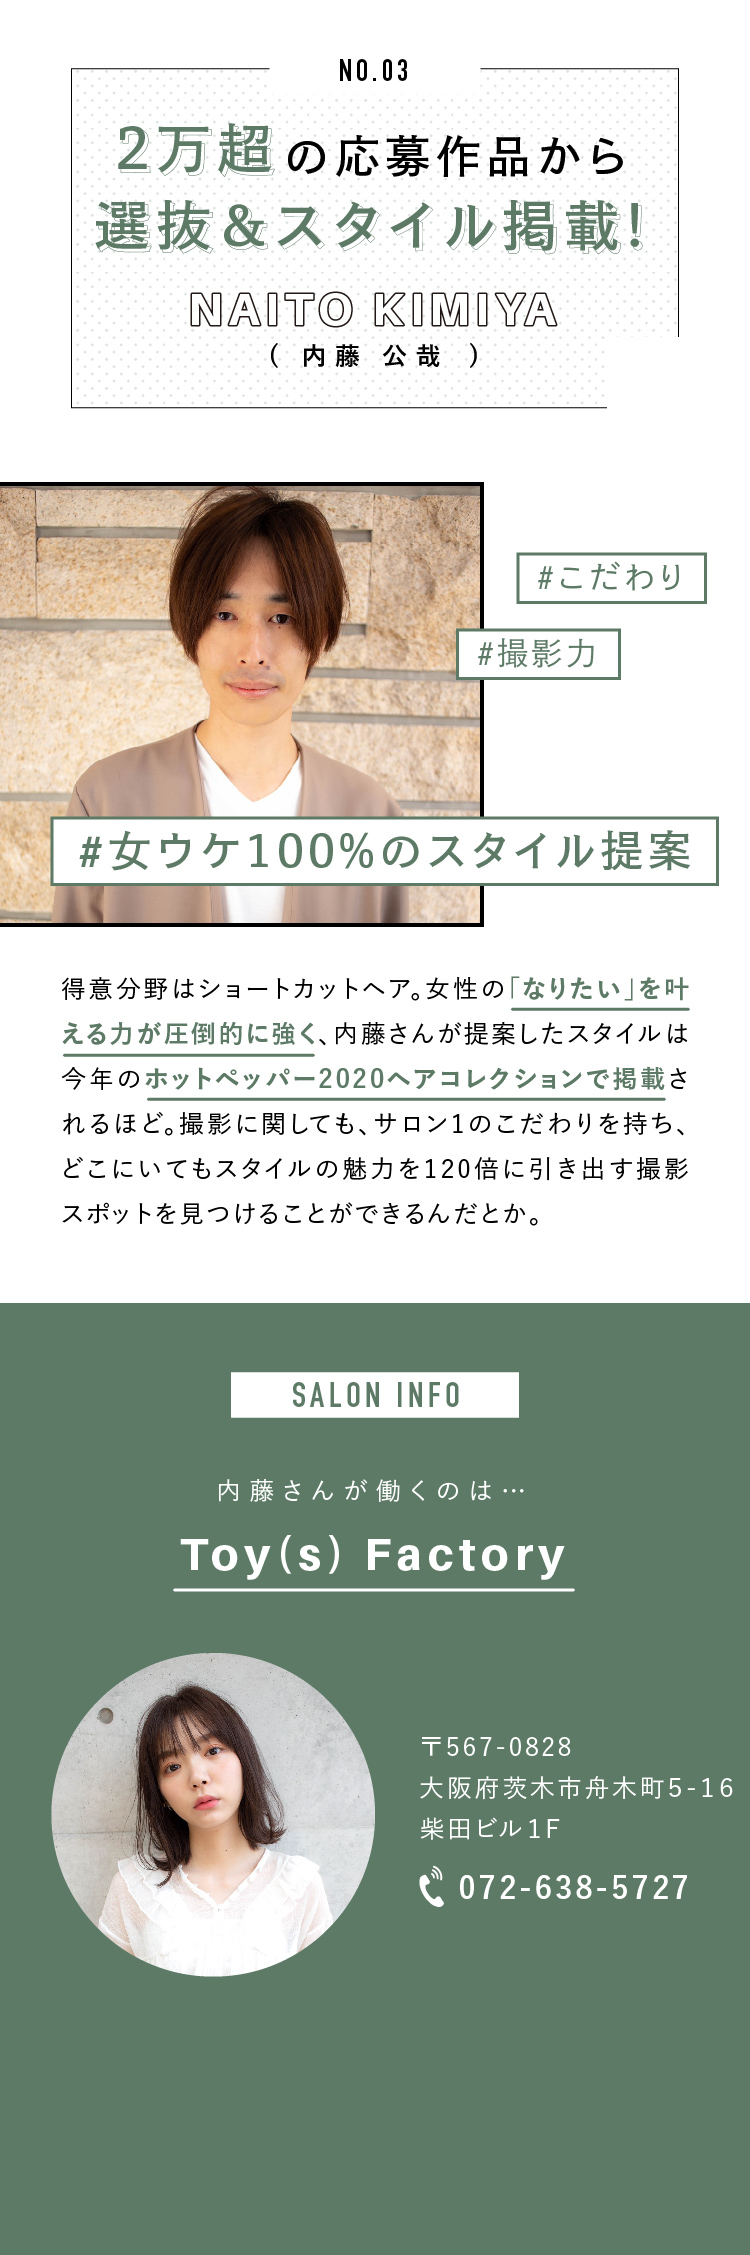 NO.03
2万超の応募作品から
選抜&スタイル掲載!
NAITO KIMIYA
( 内藤 公哉 )
#こだわり
#撮影力
#女ウケ100%のスタイル提案
得意分野はショートカットヘア。女性の「なりたい」を叶
える力が圧倒的に強く、内藤さんが提案したスタイルは
今年のホットペッパー2020ヘアコレクションで掲載さ
れるほど。撮影に関しても、サロン1のこだわりを持ち、
どこにいてもスタイルの魅力を120倍に引き出す撮影
スポットを見つけることができるんだとか。
SALON INFO
内藤さんが働くのは…
Toy(s) Factory
〒567-0828
大阪府茨木市舟木町5-16
柴田ビル1F
072-638-5727